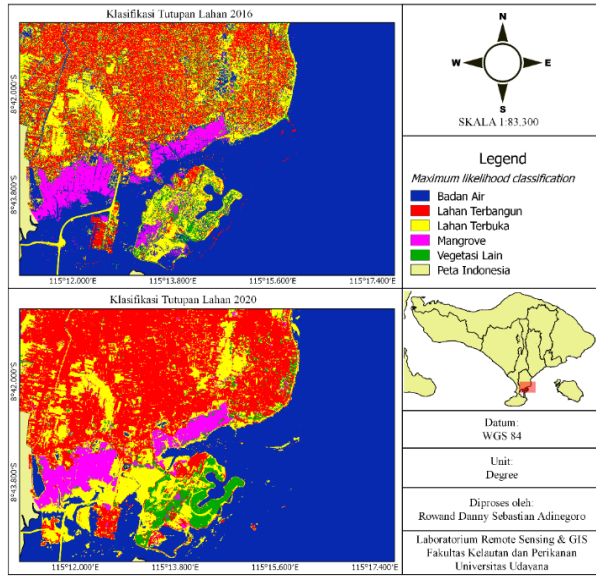 Klasifikasi Tutupan Lahan 2016
8°42.000'S
8°43.800'S
115°12.000'E
115°13.800'E
115°15.600'E
115°17.400'E
Klasifikasi Tutupan Lahan 2020
8°42.000'S
8°43.800'S
115°12.000'E
115°13.800'E
115°15.600'E
115°17.400'E
N
W
E
S
SKALA 1:83.300
Legend
Maximum likelihood classification
Badan Air
Lahan Terbangun
Lahan Terbuka
Mangrove
Vegetasi Lain
Peta Indonesia
Datum:
WGS 84
Unit:
Degree
Diproses oleh:
Rowand Danny Sebastian Adinegoro
Laboratorium Remote Sensing & GIS
Fakultas Kelautan dan Perikanan
Universitas Udayana